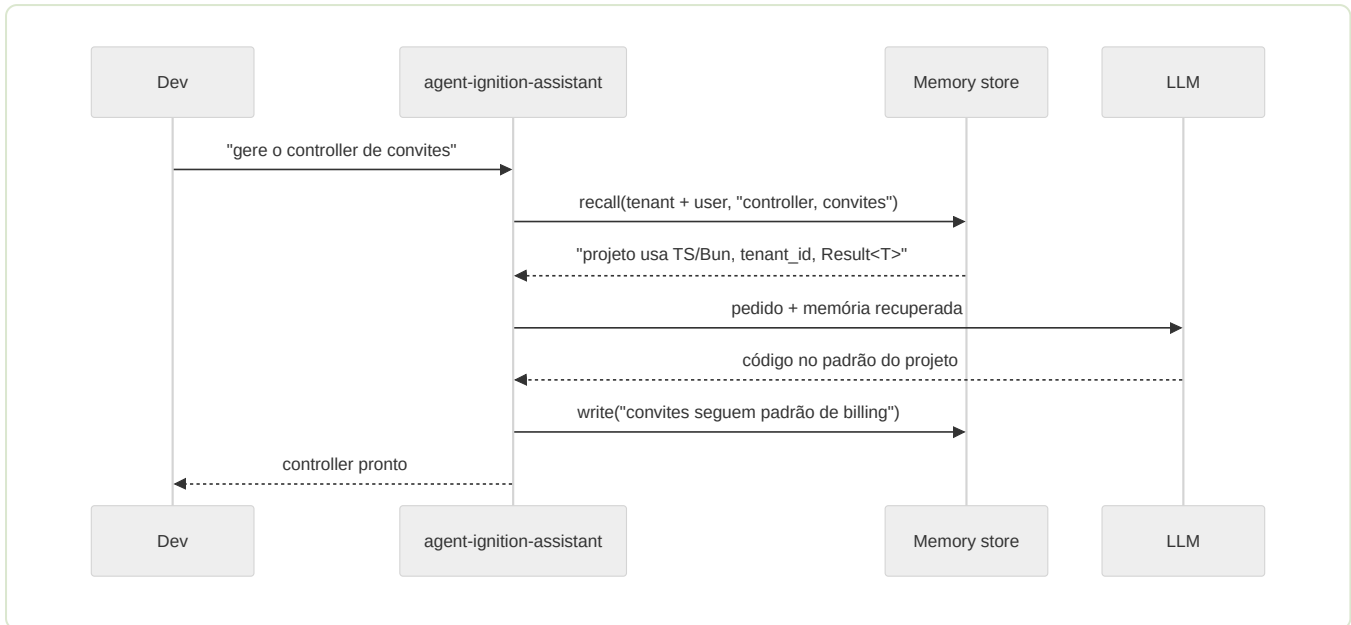 Dev
agent-ignition-assistant
Memory store
LLM
"gere o controller de convites"
recall(tenant + user, "controller, convites")
"projeto usa TS/Bun, tenant_id, Result<T>"
pedido + memória recuperada
código no padrão do projeto
write("convites seguem padrão de billing")
controller pronto
Dev
agent-ignition-assistant
Memory store
LLM